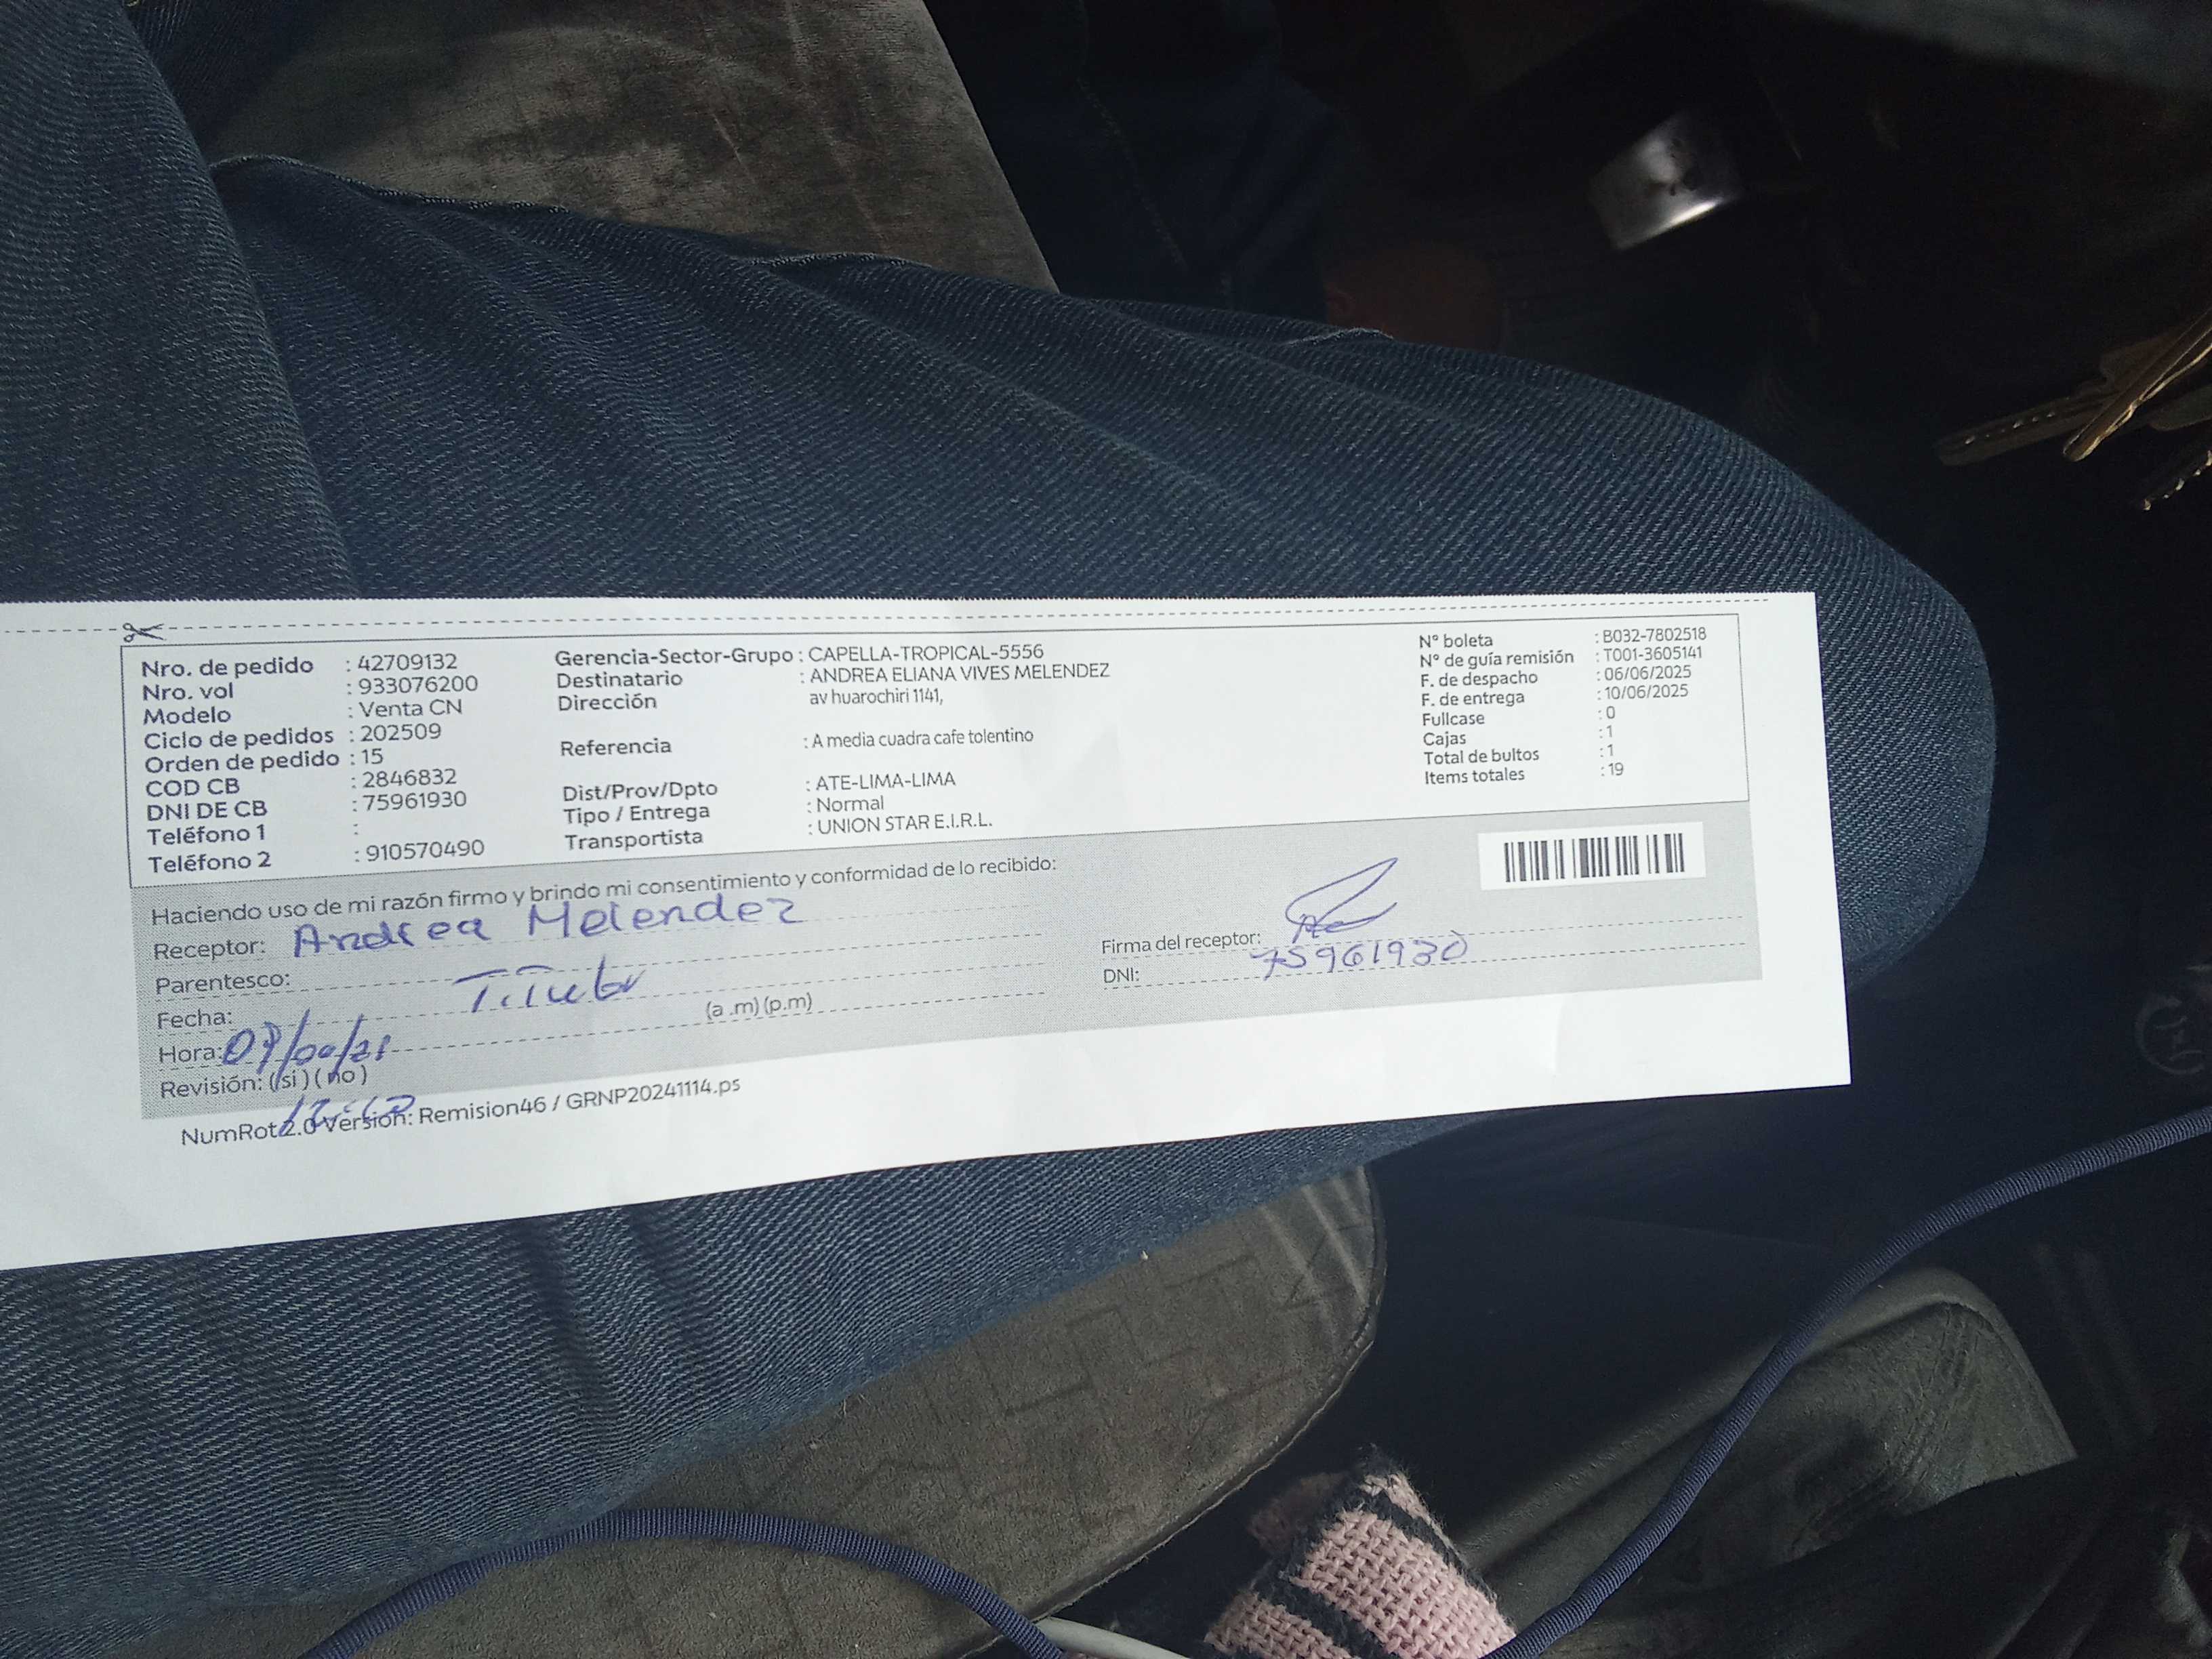 Nro. de pedido : 42709132
Nro. vol : 933076200
Modelo : Venta CN
Ciclo de pedidos : 202509
Orden de pedido : 15
COD CB : 2846832
DNI DE CB : 75961930
Teléfono 1 :
Teléfono 2 : 910570490
Gerencia-Sector-Grupo : CAPELLA-TROPICAL-5556
Destinatario : ANDREA ELIANA VIVES MELENDEZ
Dirección av huarochiri 1141,
Referencia : A media cuadra cafe tolentino
Dist/Prov/Dpto : ATE-LIMA-LIMA
Tipo / Entrega : Normal
Transportista : UNION STAR E.I.R.L.
N° boleta : B032-7802518
N° de guía remisión : T001-3605141
F. de despacho : 06/06/2025
F. de entrega : 10/06/2025
Fullcase : 0
Cajas : 1
Total de bultos : 1
Items totales : 19
Haciendo uso de mi razón firmo y brindo mi consentimiento y conformidad de lo recibido:
Receptor: Andrea Melendez
Parentesco:
Fecha:
Hora: (a .m) (p.m)
Revisión: (si) (no)
Firma del receptor:
DNI: 75961930
NumRot2.0 Version: Remision46 / GRNP20241114.ps